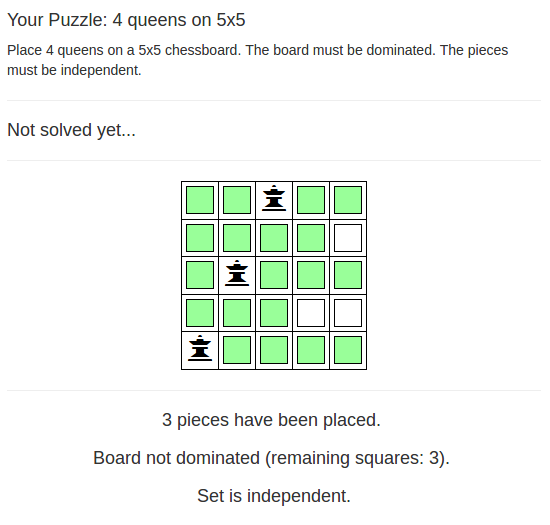 Your Puzzle: 4 queens on 5x5
Place 4 queens on a 5x5 chessboard. The board must be dominated. The pieces
must be independent.
Not solved yet...
3 pieces have been placed.
Board not dominated (remaining squares: 3).
Set is independent.